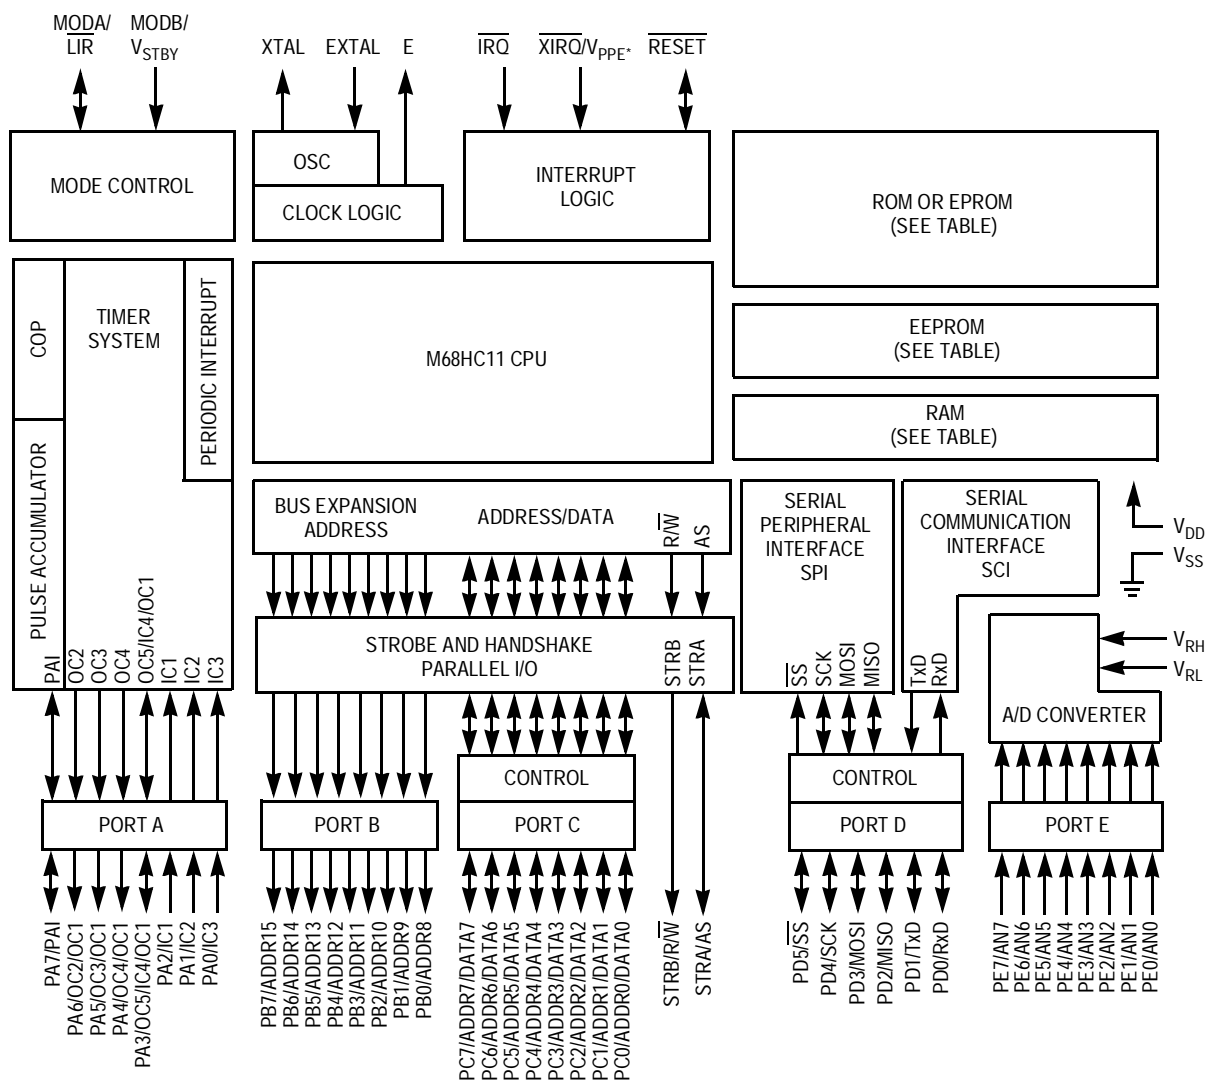 MODA/
LIR
MODB/
VSTBY
XTAL
EXTAL
E
IRQ
XIRQ/VPPE*
RESET
MODE CONTROL
OSC
CLOCK LOGIC
INTERRUPT
LOGIC
ROM OR EPROM
(SEE TABLE)
COP
TIMER
SYSTEM
PERIODIC INTERRUPT
M68HC11 CPU
EEPROM
(SEE TABLE)
RAM
(SEE TABLE)
PULSE ACCUMULATOR
BUS EXPANSION
ADDRESS
ADDRESS/DATA
R/W
AS
SERIAL
PERIPHERAL
INTERFACE
SPI
SERIAL
COMMUNICATION
INTERFACE
SCI
VDD
VSS
PAI
OC2
OC3
OC4
OC5/IC4/OC1
IC1
IC2
IC3
STROBE AND HANDSHAKE
PARALLEL I/O
STRB
STRA
SS
SCK
MOSI
MISO
TxD
RxD
VRH
VRL
A/D CONVERTER
CONTROL
CONTROL
PORT A
PORT B
PORT C
PORT D
PORT E
PA7/PAI
PA6/OC2/OC1
PA5/OC3/OC1
PA4/OC4/OC1
PA3/OC5/IC4/OC1
PA2/IC1
PA1/IC2
PA0/IC3
PB7/ADDR15
PB6/ADDR14
PB5/ADDR13
PB4/ADDR12
PB3/ADDR11
PB2/ADDR10
PB1/ADDR9
PB0/ADDR8
PC7/ADDR7/DATA7
PC6/ADDR6/DATA6
PC5/ADDR5/DATA5
PC4/ADDR4/DATA4
PC3/ADDR3/DATA3
PC2/ADDR2/DATA2
PC1/ADDR1/DATA1
PC0/ADDR0/DATA0
STRB/R/W
STRA/AS
PD5/SS
PD4/SCK
PD3/MOSI
PD2/MISO
PD1/TxD
PD0/RxD
PE7/AN7
PE6/AN6
PE5/AN5
PE4/AN4
PE3/AN3
PE2/AN2
PE1/AN1
PE0/AN0